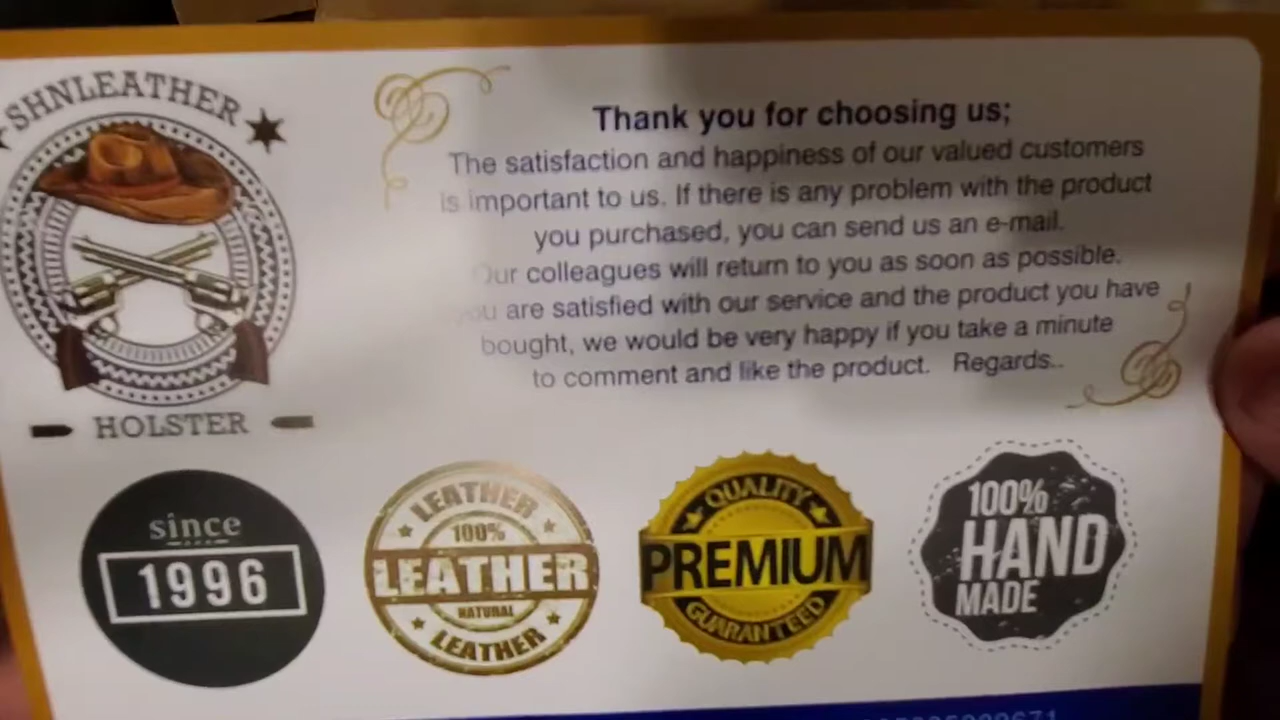 SHNLEATHER
HOLSTER
Thank you for choosing us;
The satisfaction and happiness of our valued customers
is important to us. If there is any problem with the product
you purchased, you can send us an e-mail.
Our colleagues will return to you as soon as possible.
are satisfied with our service and the product you have
bought, we would be very happy if you take a minute
to comment and like the product. Regards..
since
1996
LEATHER
100%
LEATHER
NATURAL
LEATHER
QUALITY
PREMIUM
GUARANTEED
100%
HAND
MADE